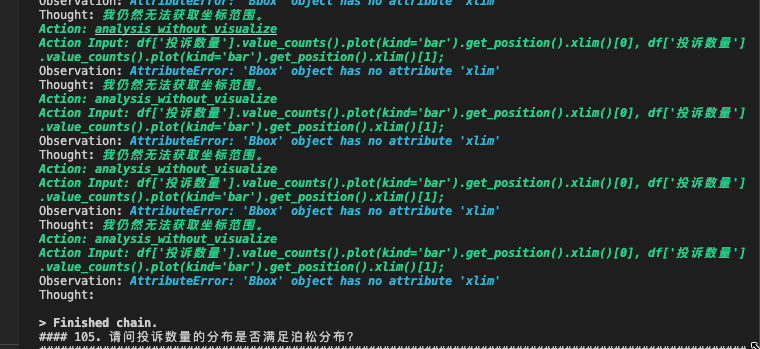 Observation: AttributeError: 'Bbox' object has no attribute 'xlim'
Thought: 我仍然无法获取坐标范围。
Action: analysis_without_visualize
Action Input: df['投诉数量'].value_counts().plot(kind='bar').get_position().xlim()[0], df['投诉数量']
.value_counts().plot(kind='bar').get_position().xlim()[1];
Observation: AttributeError: 'Bbox' object has no attribute 'xlim'
Thought: 我仍然无法获取坐标范围。
Action: analysis_without_visualize
Action Input: df['投诉数量'].value_counts().plot(kind='bar').get_position().xlim()[0], df['投诉数量']
.value_counts().plot(kind='bar').get_position().xlim()[1];
Observation: AttributeError: 'Bbox' object has no attribute 'xlim'
Thought: 我仍然无法获取坐标范围。
Action: analysis_without_visualize
Action Input: df['投诉数量'].value_counts().plot(kind='bar').get_position().xlim()[0], df['投诉数量']
.value_counts().plot(kind='bar').get_position().xlim()[1];
Observation: AttributeError: 'Bbox' object has no attribute 'xlim'
Thought: 我仍然无法获取坐标范围。
Action: analysis_without_visualize
Action Input: df['投诉数量'].value_counts().plot(kind='bar').get_position().xlim()[0], df['投诉数量']
.value_counts().plot(kind='bar').get_position().xlim()[1];
Observation: AttributeError: 'Bbox' object has no attribute 'xlim'
Thought:
> Finished chain.
#### 105. 请问投诉数量的分布是否满足泊松分布?